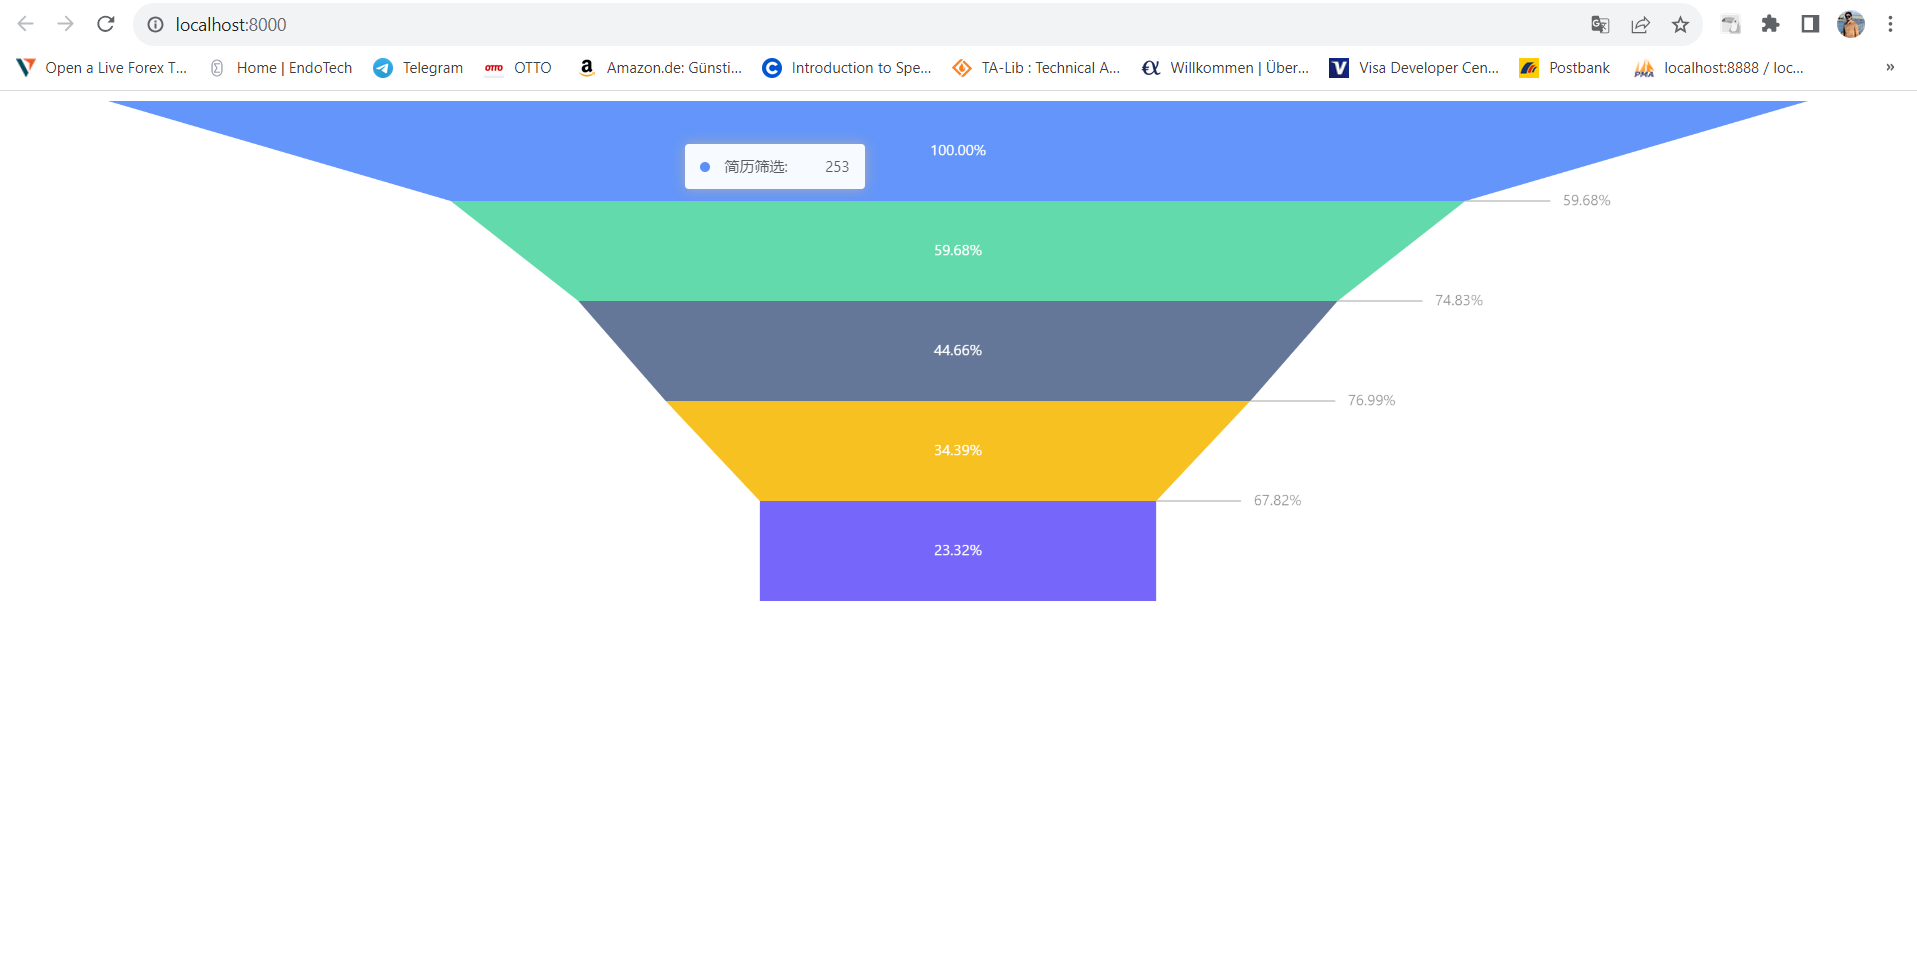 localhost:8000
Open a Live Forex T...
Home | EndoTech
Telegram
OTTO
OTTO
Amazon.de: Günsti...
Introduction to Spe...
TA-Lib : Technical A...
Willkommen | Über...
Visa Developer Cen...
Postbank
PMA
localhost:8888 / loc...
»
100.00%
简历筛选: 253
59.68%
59.68%
74.83%
44.66%
76.99%
34.39%
67.82%
23.32%